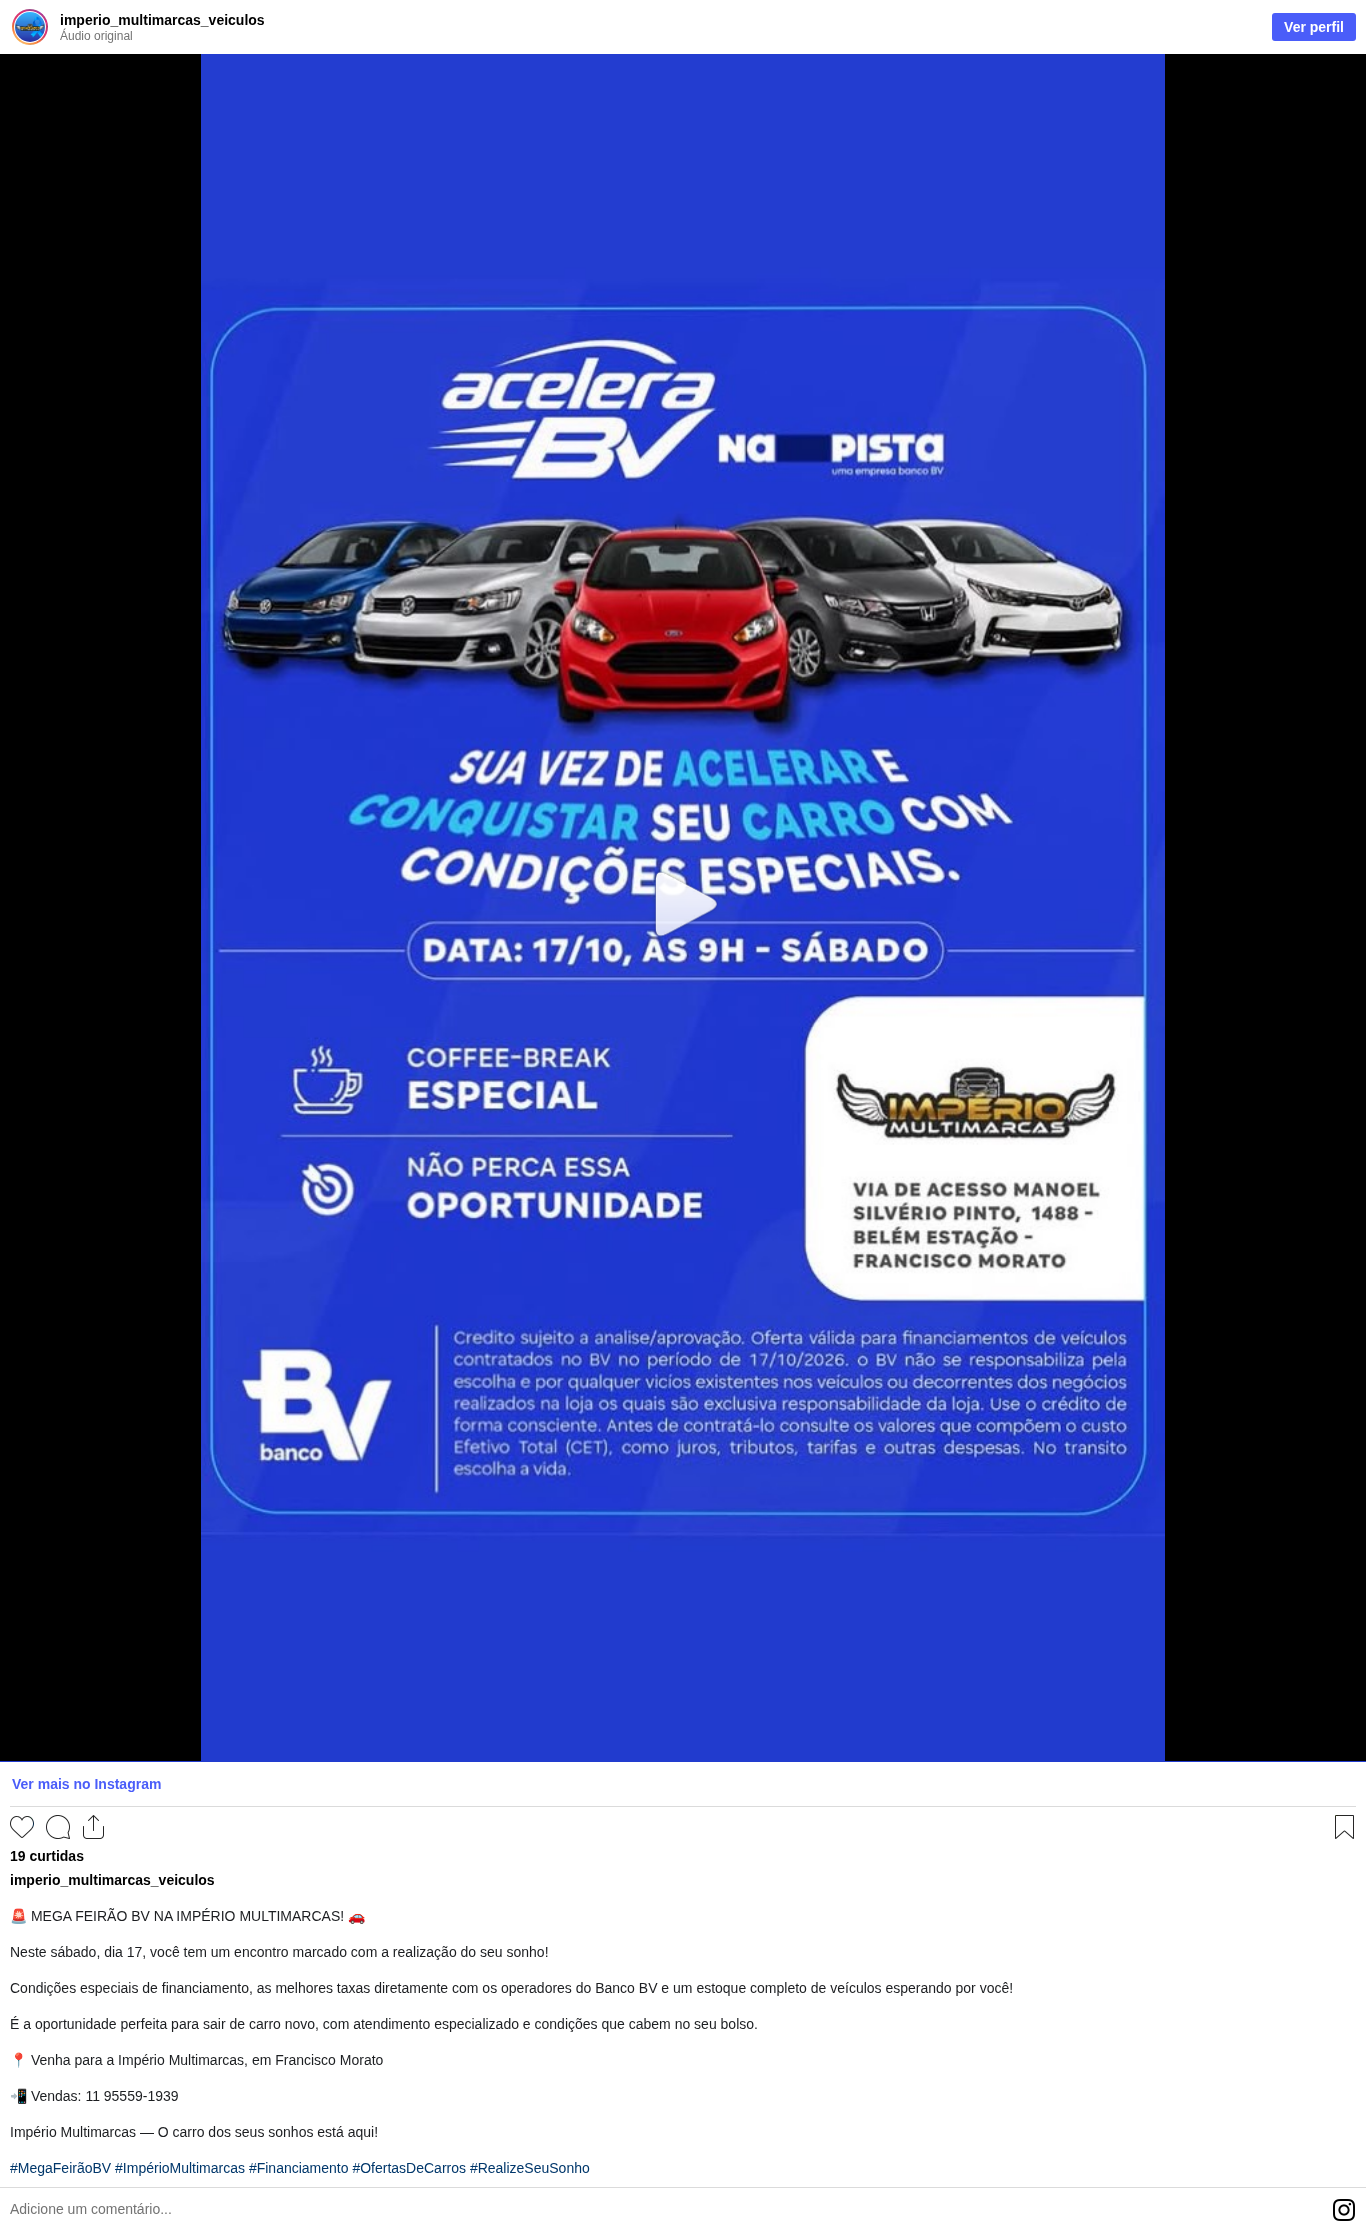 imperio_multimarcas_veiculos
Áudio original
Ver perfil
acelera
BV
NA PISTA
uma empresa banco BV
SUA VEZ DE ACELERAR E
CONQUISTAR SEU CARRO COM
CONDIÇÕES ESPECIAIS.
DATA: 17/10, ÀS 9H - SÁBADO
COFFEE-BREAK
ESPECIAL
NÃO PERCA ESSA
OPORTUNIDADE
IMPÉRIO
MULTIMARCAS
VIA DE ACESSO MANOEL
SILVÉRIO PINTO, 1488 -
BELÉM ESTAÇÃO -
FRANCISCO MORATO
BV
banco
Credito sujeito a analise/aprovação. Oferta válida para financiamentos de veículos
contratados no BV no período de 17/10/2026. o BV não se responsabiliza pela
escolha e por qualquer vicíos existentes nos veículos ou decorrentes dos negócios
realizados na loja os quais são exclusiva responsabilidade da loja. Use o crédito de
forma consciente. Antes de contratá-lo consulte os valores que compõem o custo
Efetivo Total (CET), como juros, tributos, tarifas e outras despesas. No transito
escolha a vida.
Ver mais no Instagram
19 curtidas
imperio_multimarcas_veiculos
🚨 MEGA FEIRÃO BV NA IMPÉRIO MULTIMARCAS! 🚗
Neste sábado, dia 17, você tem um encontro marcado com a realização do seu sonho!
Condições especiais de financiamento, as melhores taxas diretamente com os operadores do Banco BV e um estoque completo de veículos esperando por você!
É a oportunidade perfeita para sair de carro novo, com atendimento especializado e condições que cabem no seu bolso.
📍 Venha para a Império Multimarcas, em Francisco Morato
📲 Vendas: 11 95559-1939
Império Multimarcas — O carro dos seus sonhos está aqui!
#MegaFeirãoBV #ImpérioMultimarcas #Financiamento #OfertasDeCarros #RealizeSeuSonho
Adicione um comentário...